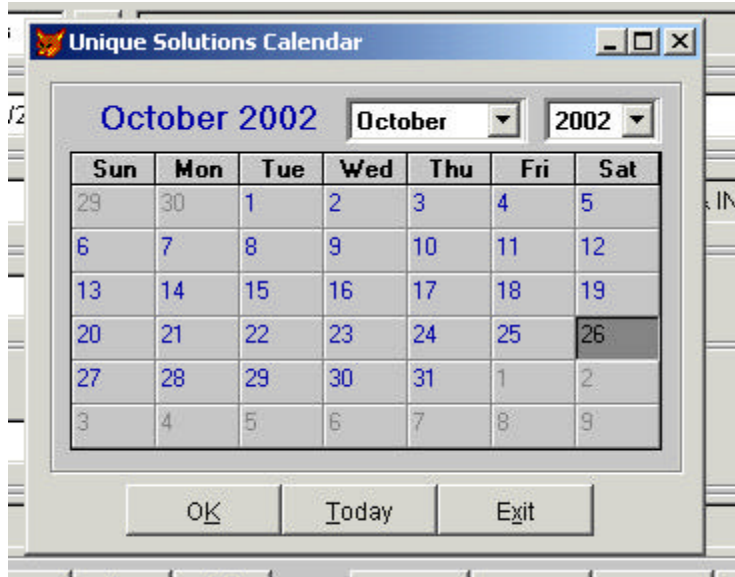 Unique Solutions Calendar
October 2002 October 2002
Sun Mon Tue Wed Thu Fri Sat
29 30 1 2 3 4 5
6 7 8 9 10 11 12
13 14 15 16 17 18 19
20 21 22 23 24 25 26
27 28 29 30 31 1 2
3 4 5 6 7 8 9
OK Today Exit